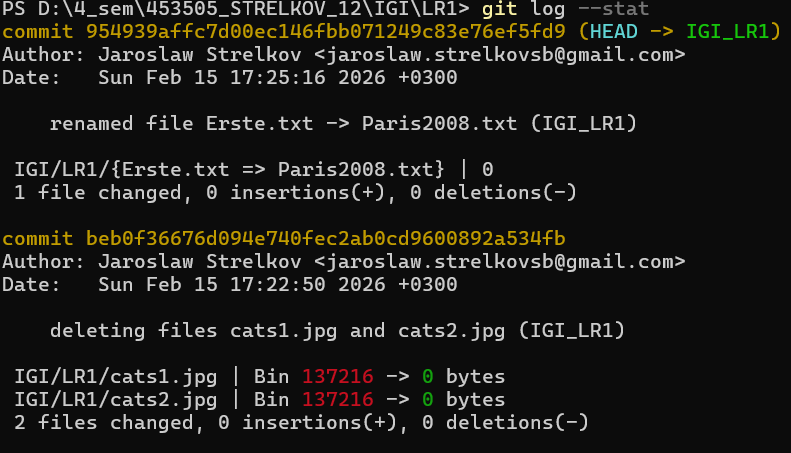 PS D:\4_sem\453505_STRELKOV_12\IGI\LR1> git log --stat
commit 954939affc7d00ec146fbb071249c83e76ef5fd9 (HEAD -> IGI_LR1)
Author: Jaroslaw Strelkov <jaroslaw.strelkovsb@gmail.com>
Date:   Sun Feb 15 17:25:16 2026 +0300

    renamed file Erste.txt -> Paris2008.txt (IGI_LR1)

 IGI/LR1/{Erste.txt => Paris2008.txt} | 0
 1 file changed, 0 insertions(+), 0 deletions(-)

commit beb0f36676d094e740fec2ab0cd9600892a534fb
Author: Jaroslaw Strelkov <jaroslaw.strelkovsb@gmail.com>
Date:   Sun Feb 15 17:22:50 2026 +0300

    deleting files cats1.jpg and cats2.jpg (IGI_LR1)

 IGI/LR1/cats1.jpg | Bin 137216 -> 0 bytes
 IGI/LR1/cats2.jpg | Bin 137216 -> 0 bytes
 2 files changed, 0 insertions(+), 0 deletions(-)